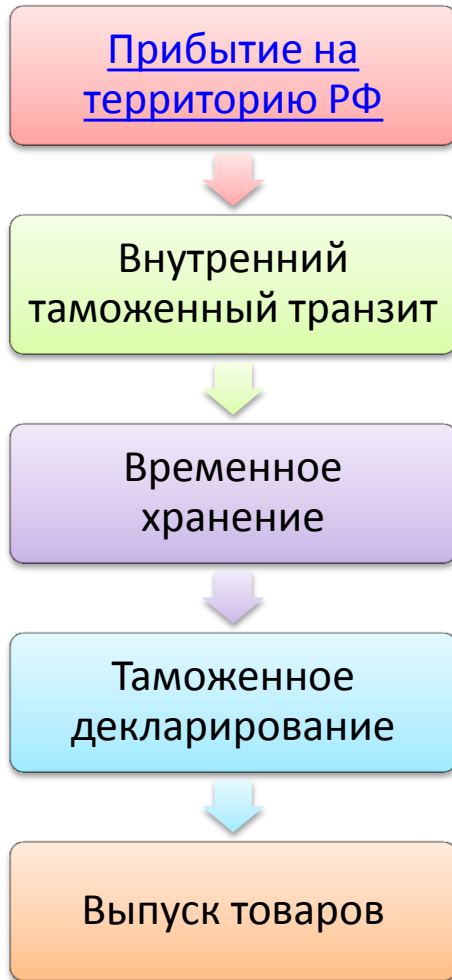 Прибытие на
территорию РФ
Внутренний
таможенный транзит
Временное
хранение
Таможенное
декларирование
Выпуск товаров